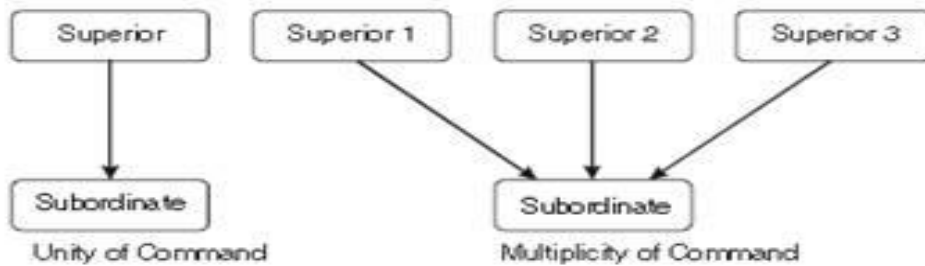 Superior Superior 1 Superior 2 Superior 3
Subordinate Subordinate
Unity of Command Multiplicity of Command